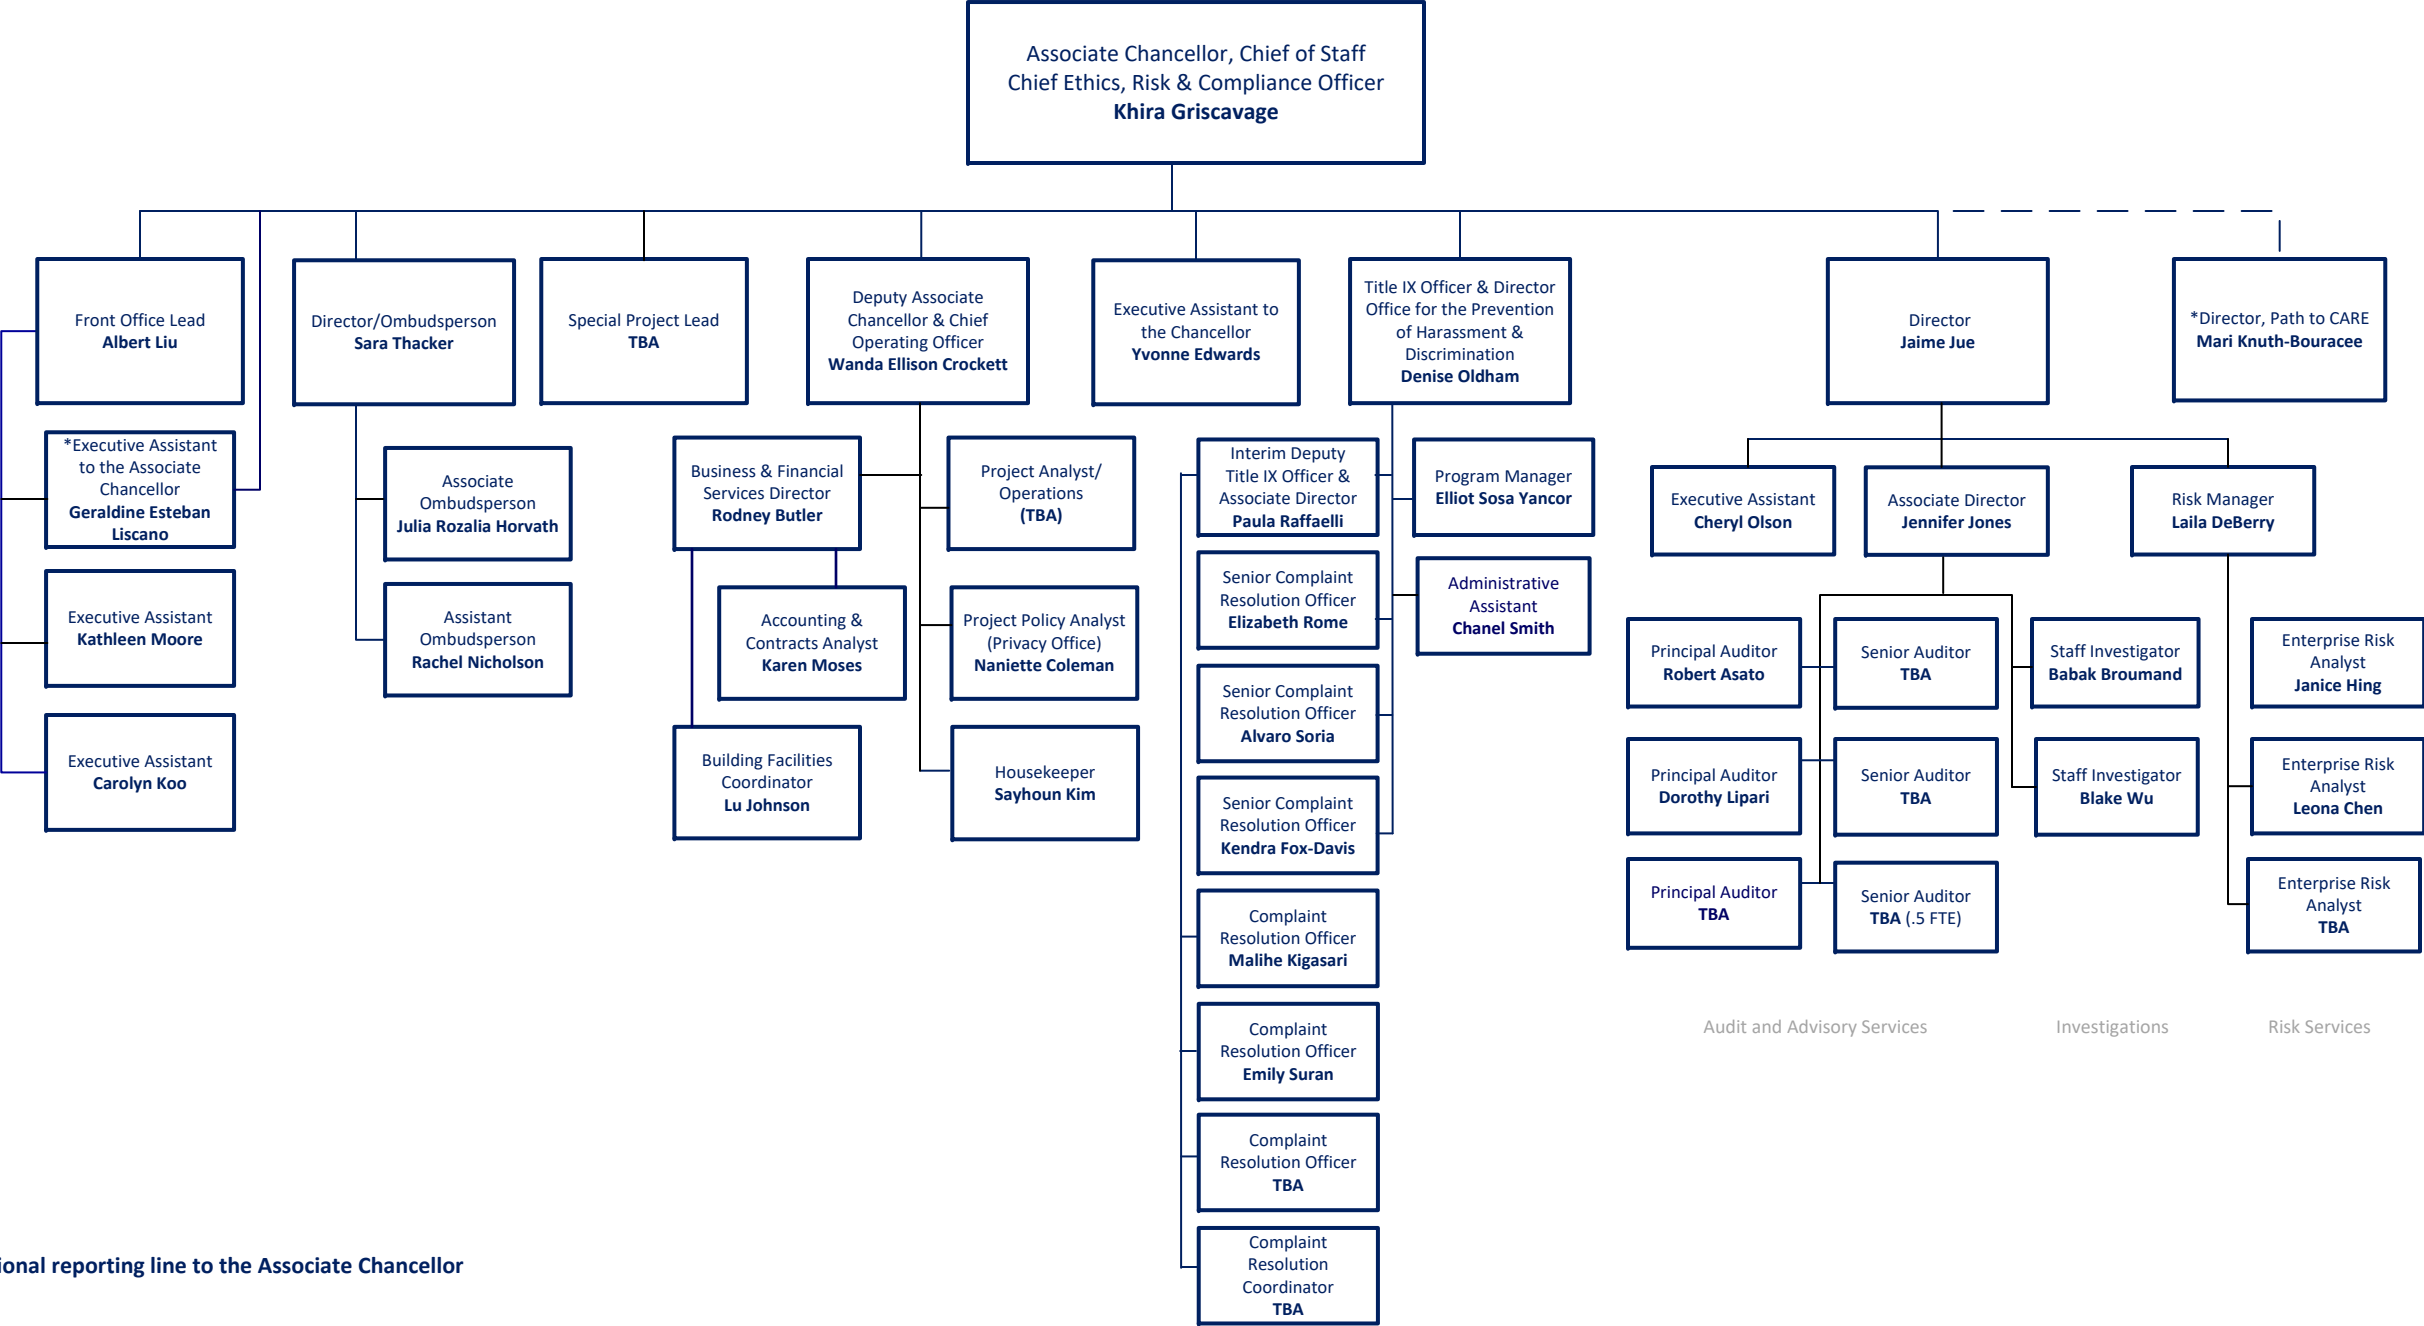 Associate Chancellor, Chief of Staff
Chief Ethics, Risk & Compliance Officer
Khira Griscavage
Front Office Lead
Albert Liu
Director/Ombudsperson
Sara Thacker
Special Project Lead
TBA
Deputy Associate
Chancellor & Chief
Operating Officer
Wanda Ellison Crockett
Executive Assistant to
the Chancellor
Yvonne Edwards
Title IX Officer & Director
Office for the Prevention
of Harassment &
Discrimination
Denise Oldham
Director
Jaime Jue
*Director, Path to CARE
Mari Knuth-Bouracee
*Executive Assistant
to the Associate
Chancellor
Geraldine Esteban
Liscano
Executive Assistant
Kathleen Moore
Executive Assistant
Carolyn Koo
Associate
Ombudsperson
Julia Rozalia Horvath
Assistant
Ombudsperson
Rachel Nicholson
Business & Financial
Services Director
Rodney Butler
Accounting &
Contracts Analyst
Karen Moses
Building Facilities
Coordinator
Lu Johnson
Project Analyst/
Operations
(TBA)
Project Policy Analyst
(Privacy Office)
Naniette Coleman
Housekeeper
Sayhoun Kim
Interim Deputy
Title IX Officer &
Associate Director
Paula Raffaelli
Senior Complaint
Resolution Officer
Elizabeth Rome
Senior Complaint
Resolution Officer
Alvaro Soria
Senior Complaint
Resolution Officer
Kendra Fox-Davis
Complaint
Resolution Officer
Malihe Kigasari
Complaint
Resolution Officer
Emily Suran
Complaint
Resolution Officer
TBA
Complaint
Resolution
Coordinator
TBA
Program Manager
Elliot Sosa Yancor
Administrative
Assistant
Chanel Smith
Executive Assistant
Cheryl Olson
Associate Director
Jennifer Jones
Risk Manager
Laila DeBerry
Principal Auditor
Robert Asato
Senior Auditor
TBA
Staff Investigator
Babak Broumand
Enterprise Risk
Analyst
Janice Hing
Principal Auditor
Dorothy Lipari
Senior Auditor
TBA
Staff Investigator
Blake Wu
Enterprise Risk
Analyst
Leona Chen
Principal Auditor
TBA
Senior Auditor
TBA (.5 FTE)
Enterprise Risk
Analyst
TBA
Audit and Advisory Services
Investigations
Risk Services
ional reporting line to the Associate Chancellor